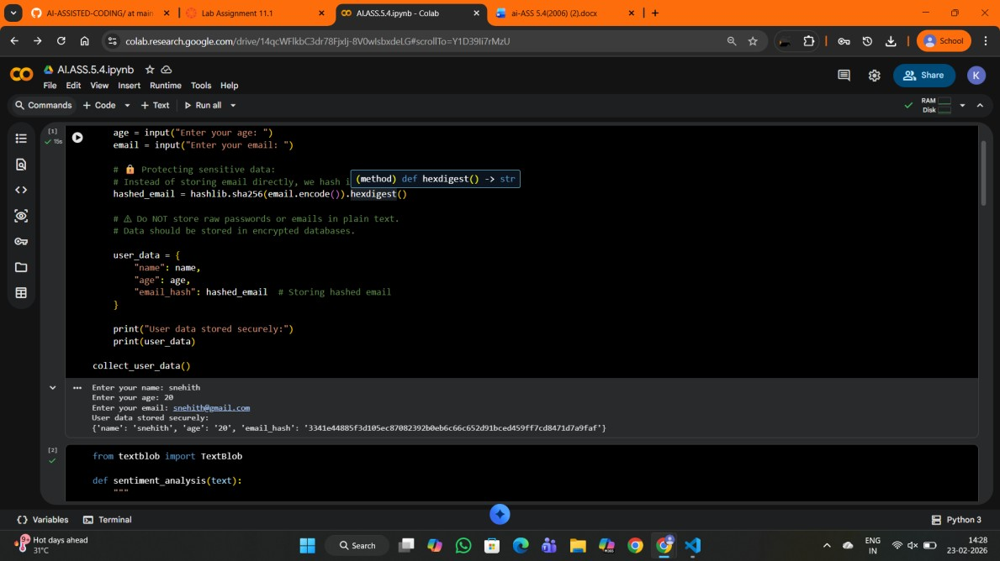 AI-ASSISTED-CODING/ at main
Lab Assignment 11.1
AI.ASS.5.4.ipynb - Colab
ai-ASS 5.4(2006) (2).docx
colab.research.google.com/drive/14qcWFlkbC3dr78Fjxlj-8V0wIsbxdeLG#scrollTo=Y1D39Ii7rMzU
School
AI.ASS.5.4.ipynb
File Edit View Insert Runtime Tools Help
Share
K
Commands + Code + Text Run all
RAM
Disk
[1]
15s
age = input("Enter your age: ")
email = input("Enter your email: ")
# 🔒 Protecting sensitive data:
# Instead of storing email directly, we hash i
(method) def hexdigest() -> str
hashed_email = hashlib.sha256(email.encode()).hexdigest()
# ⚠ Do NOT store raw passwords or emails in plain text.
# Data should be stored in encrypted databases.
user_data = {
"name": name,
"age": age,
"email_hash": hashed_email # Storing hashed email
}
print("User data stored securely:")
print(user_data)
collect_user_data()
Enter your name: snehith
Enter your age: 20
Enter your email: snehith@gmail.com
User data stored securely:
{'name': 'snehith', 'age': '20', 'email_hash': '3341e44885f3d105ec87082392b0eb6c66c652d91bced459ff7cd8471d7a9faf'}
[2]
from textblob import TextBlob
def sentiment_analysis(text):
"""
Variables Terminal
Python 3
9+
Hot days ahead
31°C
Search
M365
ENG
IN
14:28
23-02-2026